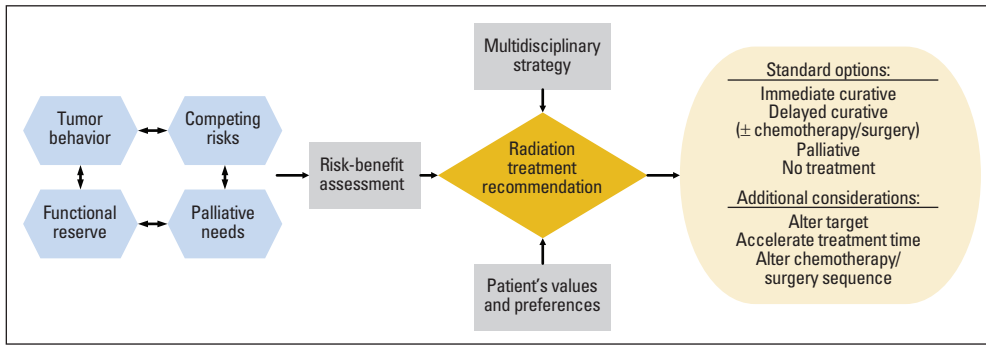 Tumor
behavior
Competing
risks
Functional
reserve
Palliative
needs
Risk-benefit
assessment
Multidisciplinary
strategy
Radiation
treatment
recommendation
Patient's values
and preferences
Standard options:
Immediate curative
Delayed curative
(± chemotherapy/surgery)
Palliative
No treatment
Additional considerations:
Alter target
Accelerate treatment time
Alter chemotherapy/
surgery sequence